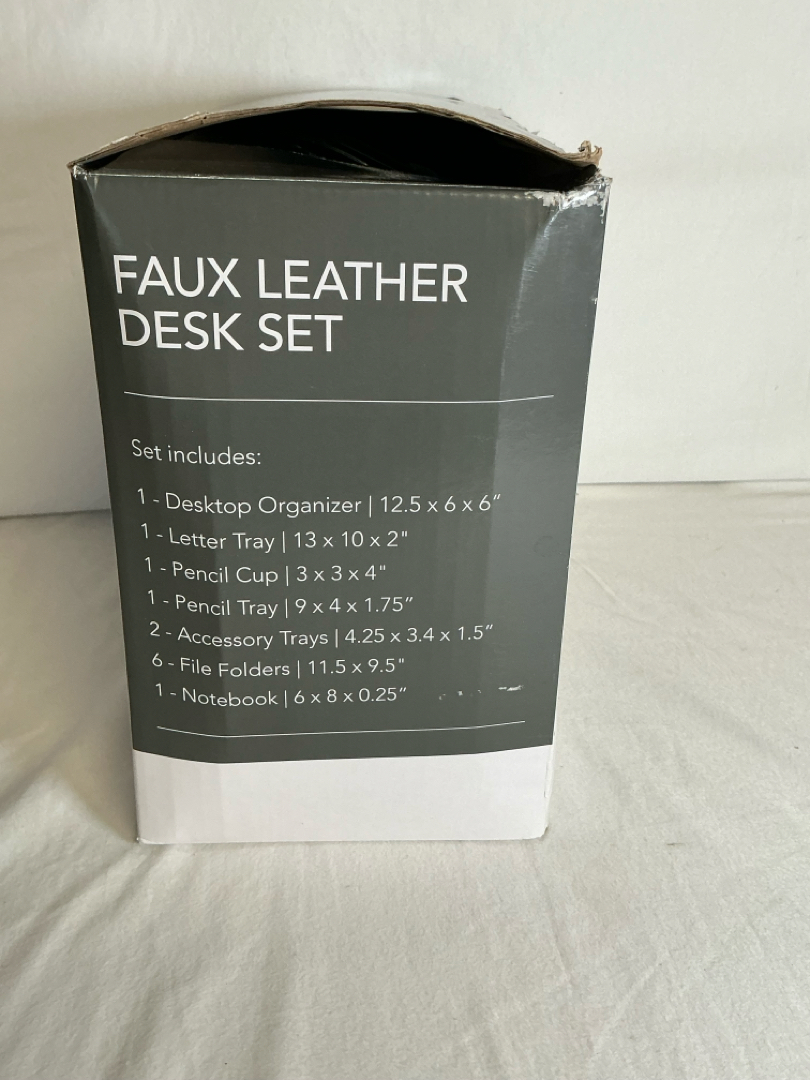 FAUX LEATHER
DESK SET
Set includes:
1 - Desktop Organizer | 12.5 x 6 x 6”
1 - Letter Tray | 13 x 10 x 2"
1 - Pencil Cup | 3 x 3 x 4"
1 - Pencil Tray | 9 x 4 x 1.75”
2 - Accessory Trays | 4.25 x 3.4 x 1.5”
6 - File Folders | 11.5 x 9.5"
1 - Notebook | 6 x 8 x 0.25”